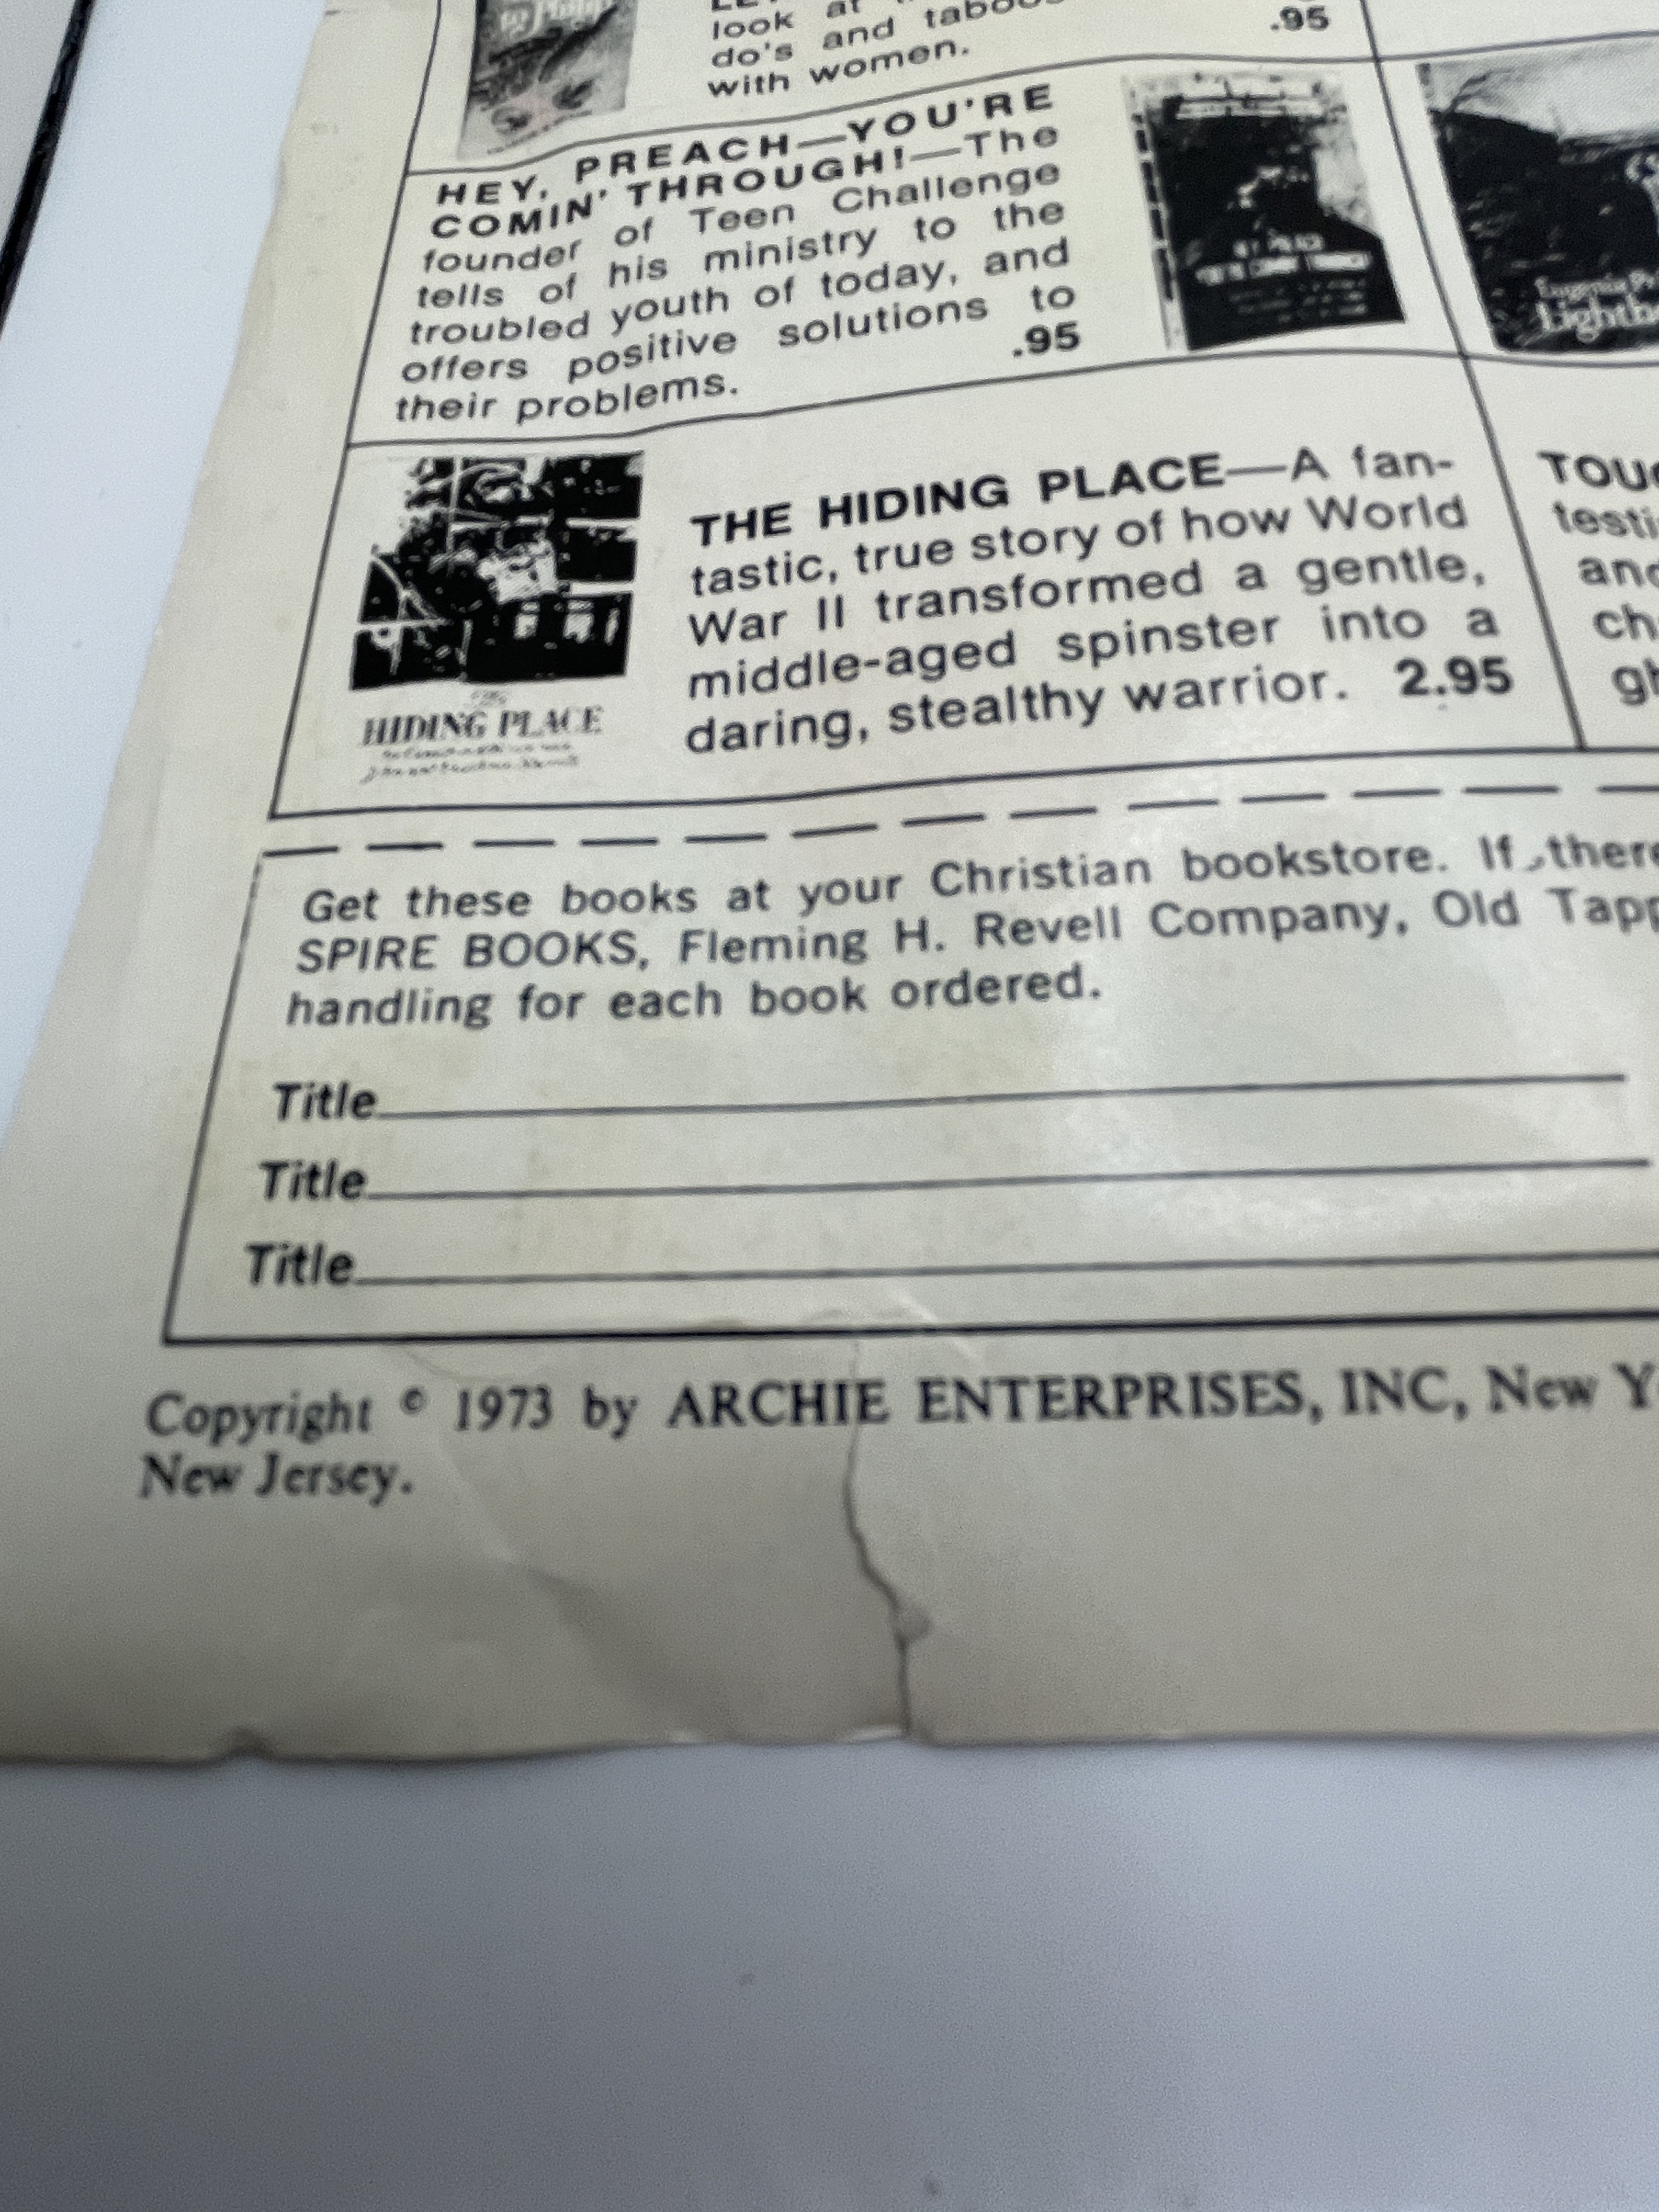 look at
do's and taboos
with women.
.95
HEY, PREACH—YOU'RE
COMIN' THROUGH!—The
founder of Teen Challenge
tells of his ministry to the
troubled youth of today, and
offers positive solutions to
their problems.
.95
HIDING PLACE
THE HIDING PLACE—A fan-
tastic, true story of how World
War II transformed a gentle,
middle-aged spinster into a
daring, stealthy warrior. 2.95
TOU
testi
and
ch
gh
Get these books at your Christian bookstore. If there
SPIRE BOOKS, Fleming H. Revell Company, Old Tapp
handling for each book ordered.
Title
Title
Title
Copyright © 1973 by ARCHIE ENTERPRISES, INC, New Y
New Jersey.